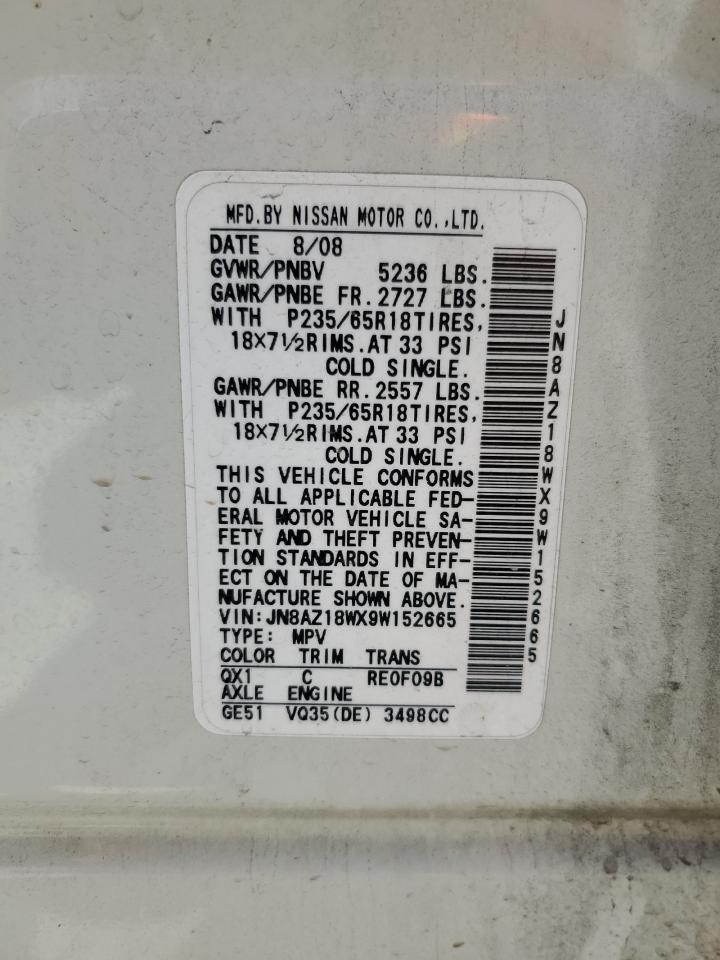 MFD.BY NISSAN MOTOR CO.,LTD.
DATE 8/08
GVWR/PNBV 5236 LBS.
GAWR/PNBE FR.2727 LBS.
WITH P235/65R18TIRES,
18×7½RIMS.AT 33 PSI
COLD SINGLE.
GAWR/PNBE RR.2557 LBS.
WITH P235/65R18TIRES,
18×7½RIMS.AT 33 PSI
COLD SINGLE.
THIS VEHICLE CONFORMS
TO ALL APPLICABLE FED-
ERAL MOTOR VEHICLE SA-
FETY AND THEFT PREVEN-
TION STANDARDS IN EFF-
ECT ON THE DATE OF MA-
NUFACTURE SHOWN ABOVE.
VIN:JN8AZ18WX9W152665
TYPE: MPV
COLOR TRIM TRANS
QX1 C RE0F09B
AXLE ENGINE
GE51 VQ35(DE) 3498CC
JN8AZ18WX9W152665